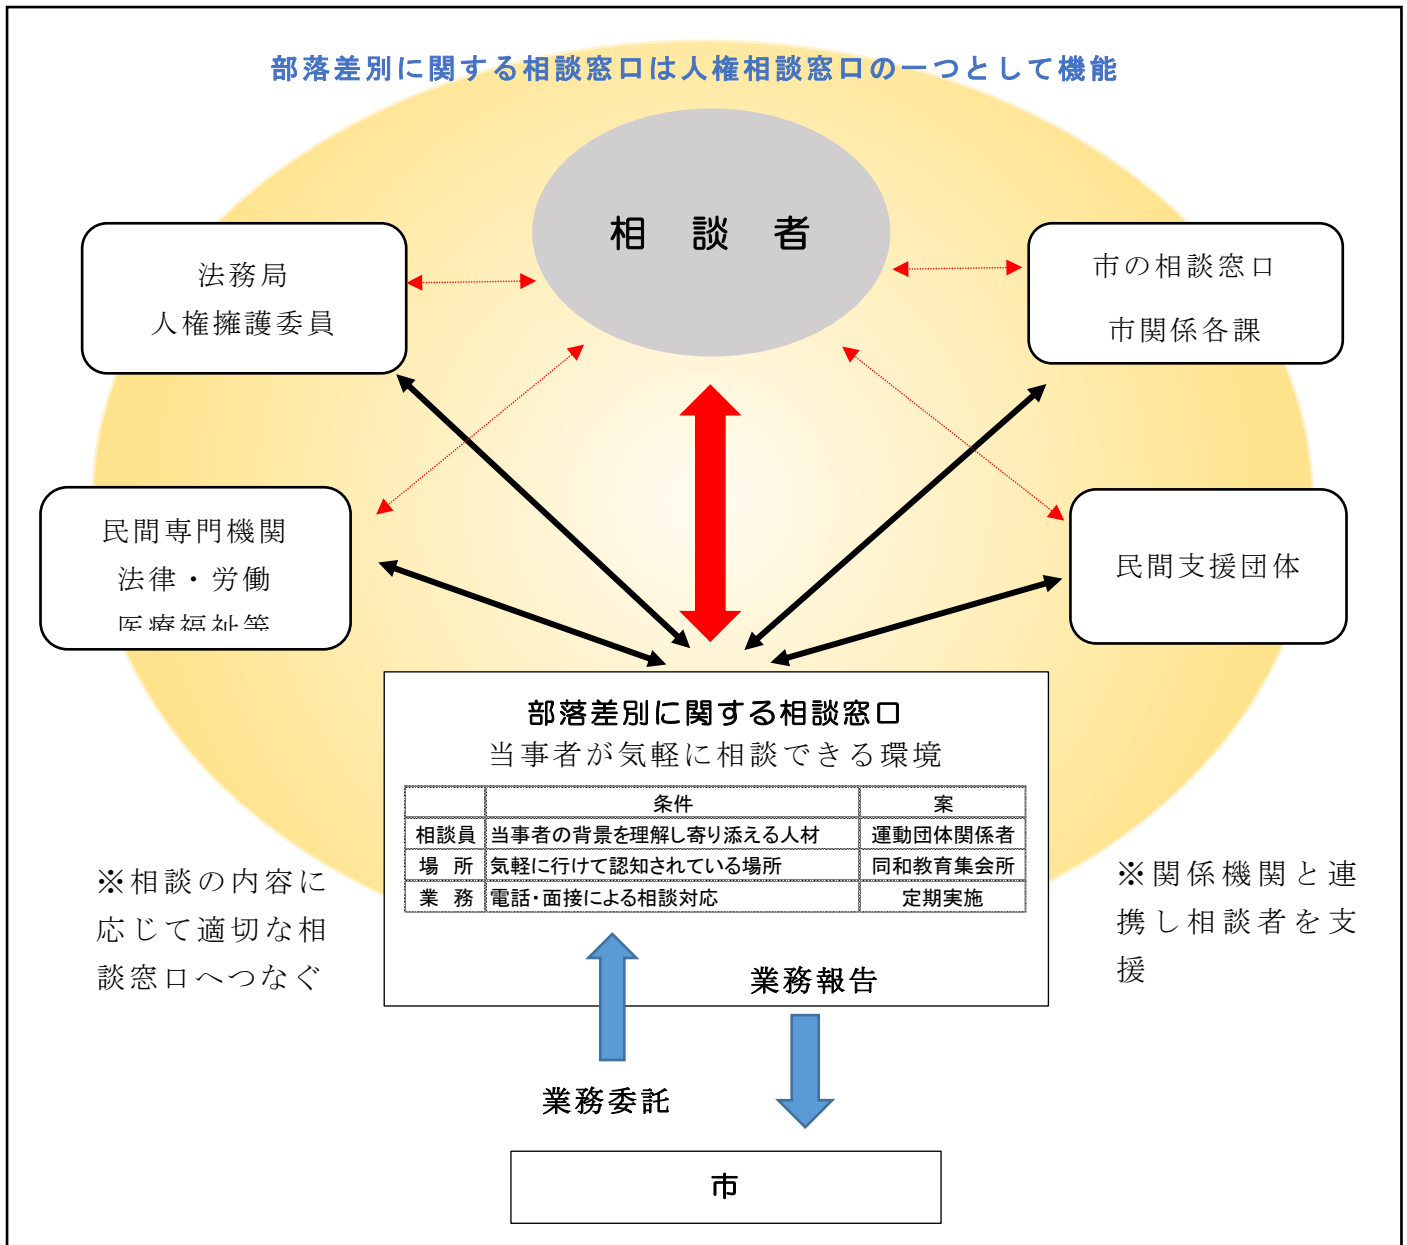 部落差別に関する相談窓口は人権相談窓口の一つとして機能
相 談 者
法務局
人権擁護委員
市の相談窓口
市関係各課
民間専門機関
法律・労働
医療福祉等
民間支援団体
部落差別に関する相談窓口
当事者が気軽に相談できる環境
条件 案
相談員 当事者の背景を理解し寄り添える人材 運動団体関係者
場 所 気軽に行けて認知されている場所 同和教育集会所
業 務 電話・面接による相談対応 定期実施
※相談の内容に
応じて適切な相
談窓口へつなぐ
※関係機関と連
携し相談者を支
援
業務報告
業務委託
市